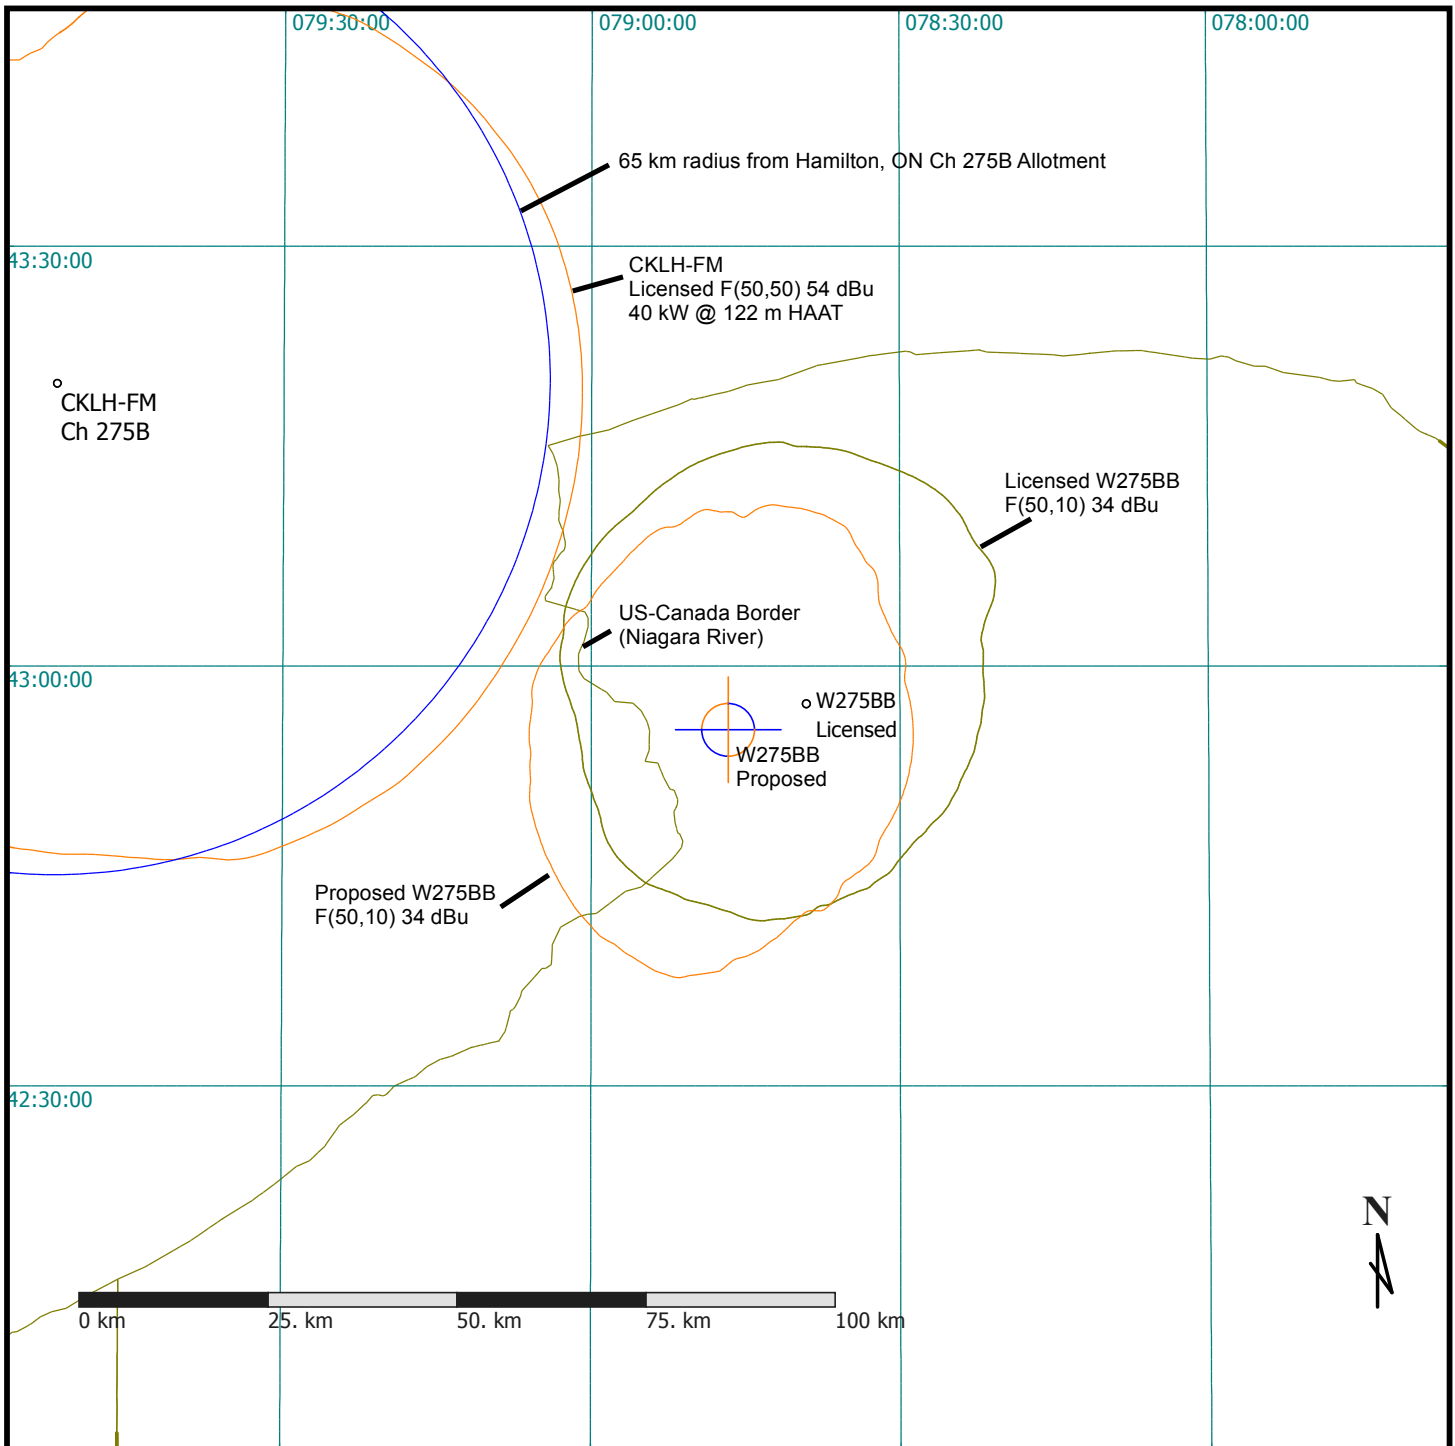 079:30:00
079:00:00
078:30:00
078:00:00
65 km radius from Hamilton, ON Ch 275B Allotment
43:30:00
CKLH-FM
Licensed F(50,50) 54 dBu
40 kW @ 122 m HAAT
CKLH-FM
Ch 275B
Licensed W275BB
F(50,10) 34 dBu
US-Canada Border
(Niagara River)
43:00:00
W275BB
Licensed
W275BB
Proposed
Proposed W275BB
F(50,10) 34 dBu
42:30:00
N
0 km
25. km
50. km
75. km
100 km